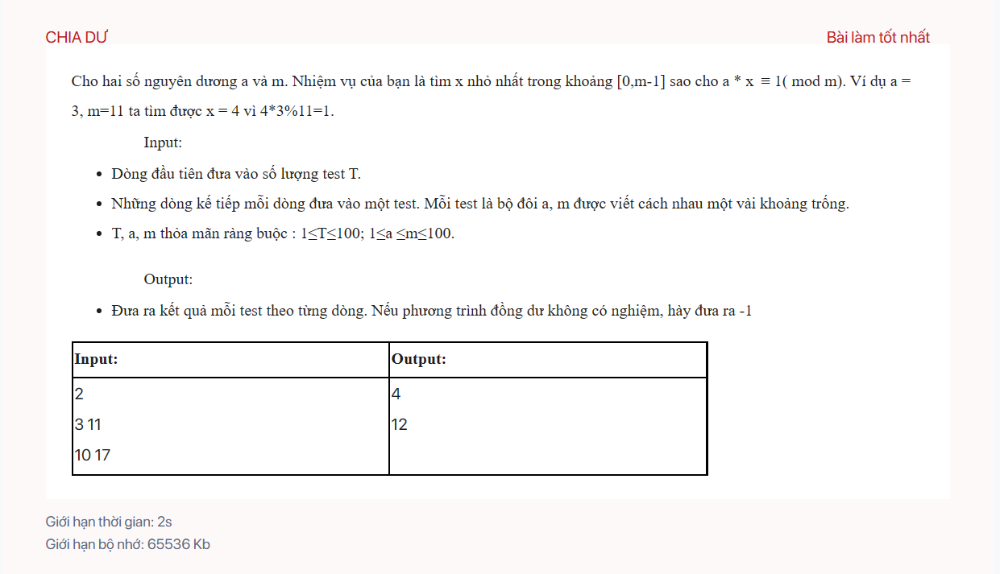 CHIA DƯ
Bài làm tốt nhất
Cho hai số nguyên dương a và m. Nhiệm vụ của bạn là tìm x nhỏ nhất trong khoảng [0,m-1] sao cho a * x ≡ 1( mod m). Ví dụ a =
3, m=11 ta tìm được x = 4 vì 4*3%11=1.
Input:
• Dòng đầu tiên đưa vào số lượng test T.
• Những dòng kế tiếp mỗi dòng đưa vào một test. Mỗi test là bộ đôi a, m được viết cách nhau một vài khoảng trống.
• T, a, m thỏa mãn ràng buộc : 1≤T≤100; 1≤a ≤m≤100.
Output:
• Đưa ra kết quả mỗi test theo từng dòng. Nếu phương trình đồng dư không có nghiệm, hày đưa ra -1
Input: Output:
2 4
3 11 12
10 17
Giới hạn thời gian: 2s
Giới hạn bộ nhớ: 65536 Kb